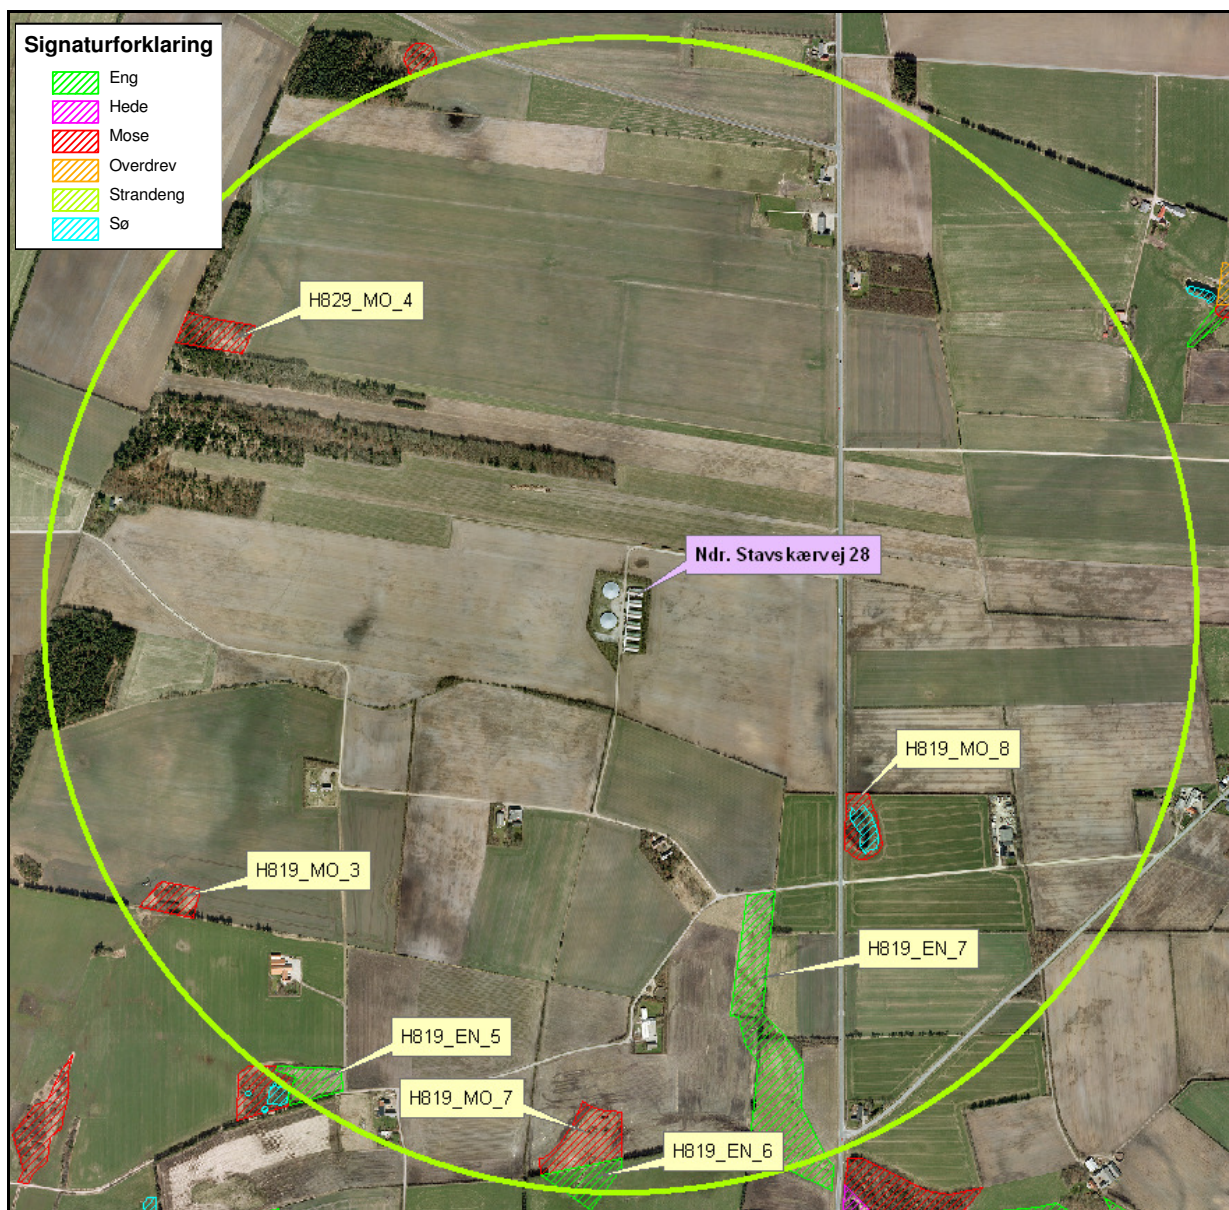 Signaturforklaring
Eng
Hede
Mose
Overdrev
Strandeng
Sø
H829_MO_4
Ndr. Stavskærvej 28
H819_MO_8
H819_MO_3
H819_EN_7
H819_EN_5
H819_MO_7
H819_EN_6